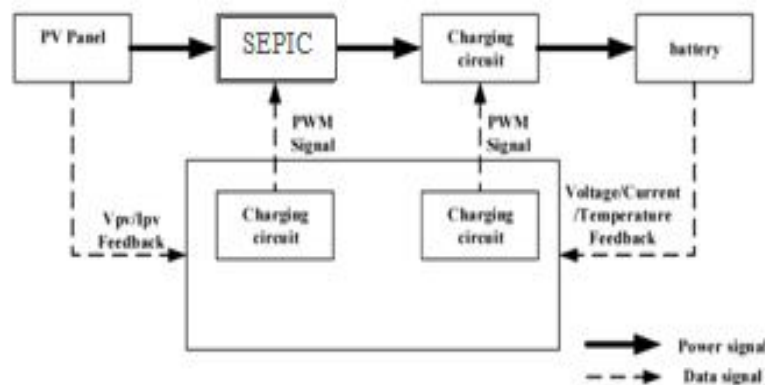 PV Panel
SEPIC
Charging
circuit
battery
PWM
Signal
PWM
Signal
Vpv/Ipv
Feedback
Charging
circuit
Charging
circuit
Voltage/Current
/Temperature
Feedback
Power signal
Data signal